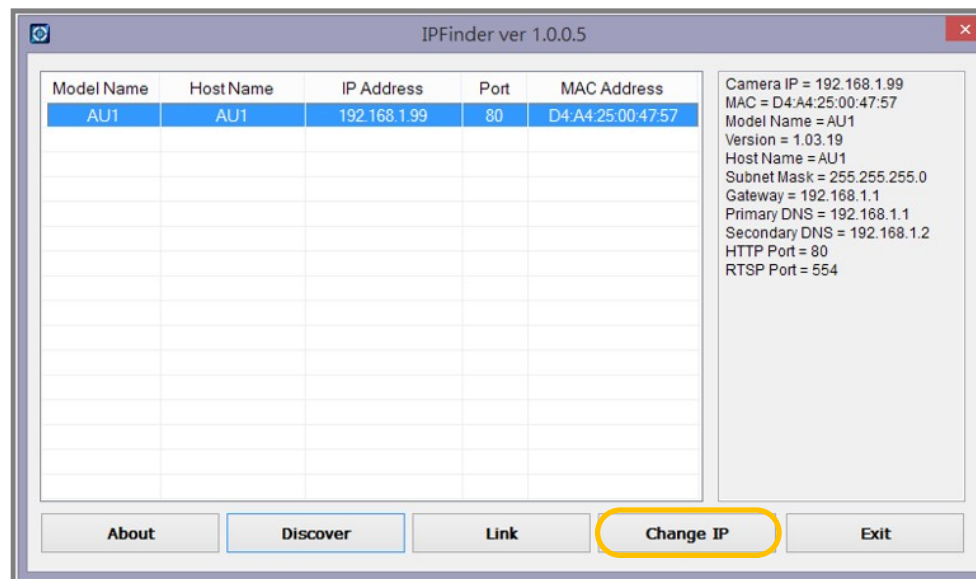 IPFinder ver 1.0.0.5
Model Name Host Name IP Address Port MAC Address
AU1 AU1 192.168.1.99 80 D4:A4:25:00:47:57
Camera IP = 192.168.1.99
MAC = D4:A4:25:00:47:57
Model Name = AU1
Version = 1.03.19
Host Name = AU1
Subnet Mask = 255.255.255.0
Gateway = 192.168.1.1
Primary DNS = 192.168.1.1
Secondary DNS = 192.168.1.2
HTTP Port = 80
RTSP Port = 554
About Discover Link Change IP Exit